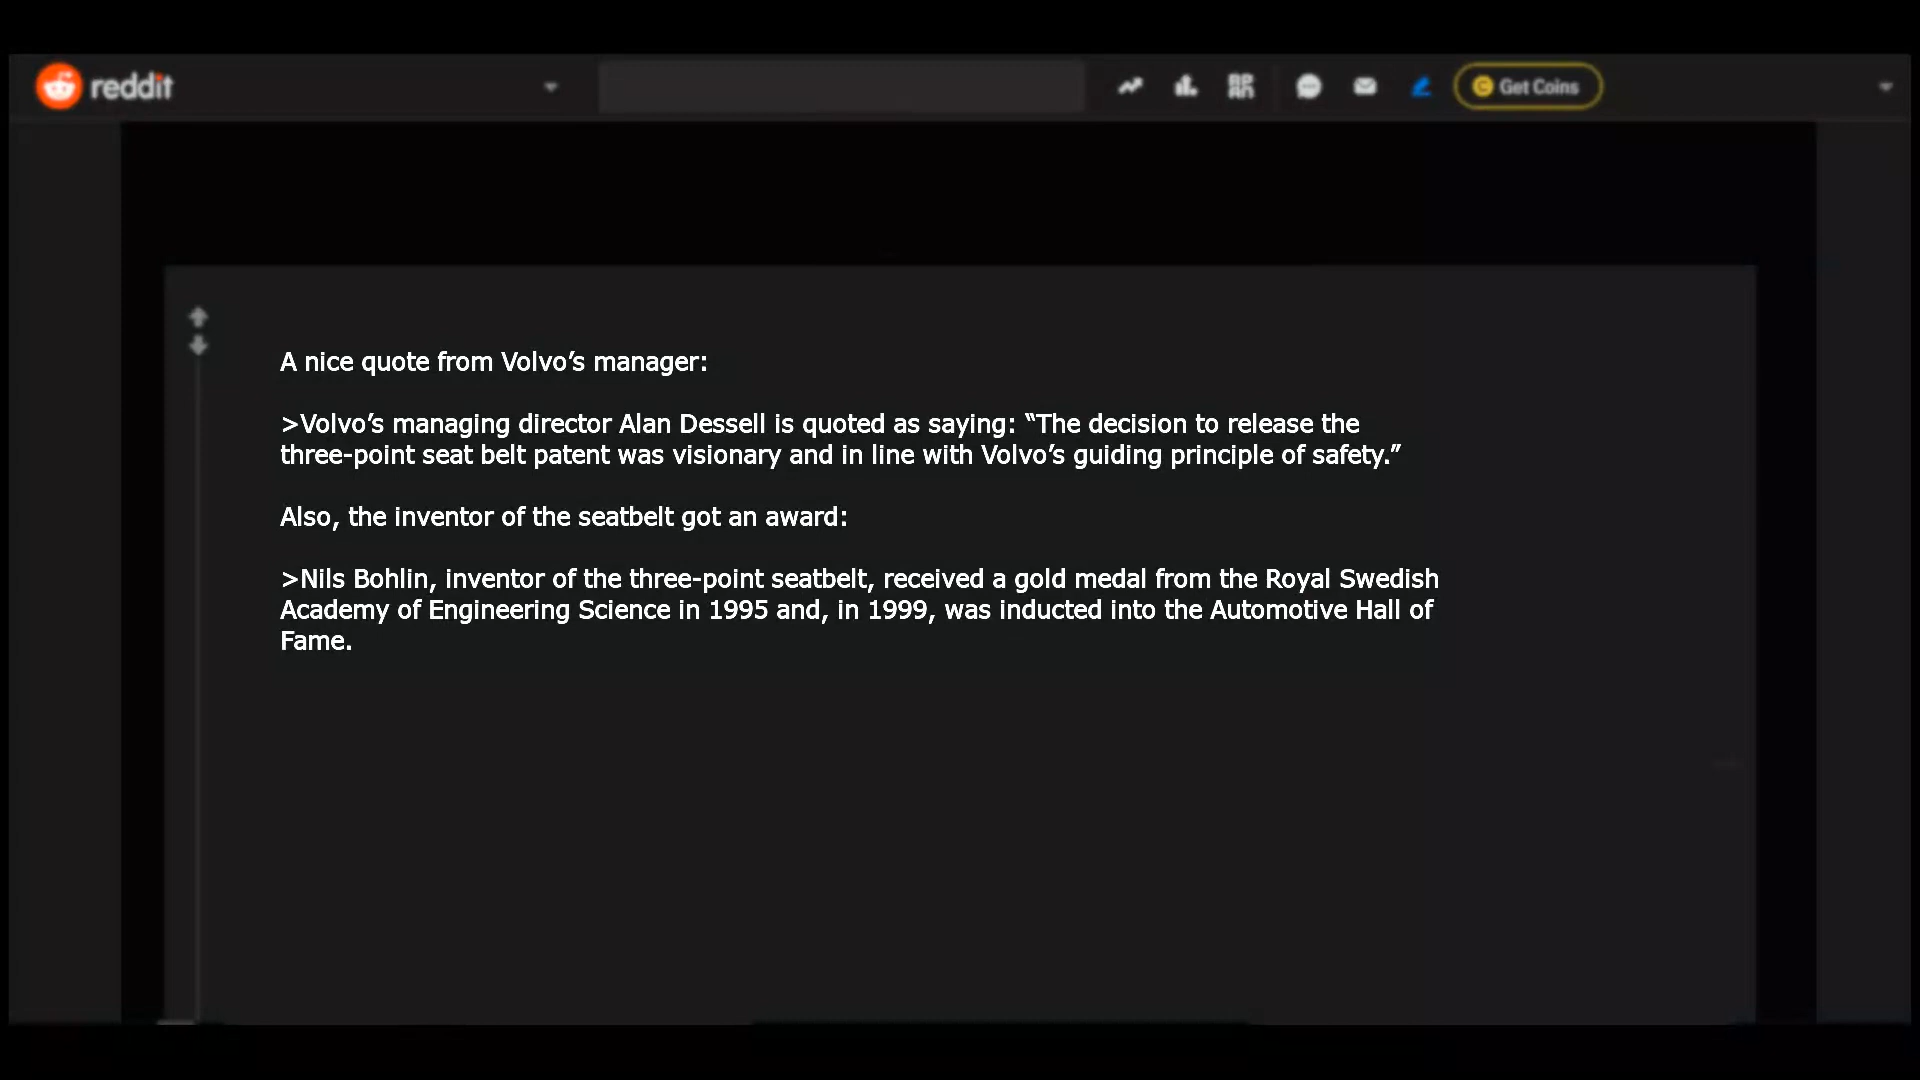 reddit
Get Coins
A nice quote from Volvo’s manager:
>Volvo’s managing director Alan Dessell is quoted as saying: “The decision to release the
three-point seat belt patent was visionary and in line with Volvo’s guiding principle of safety.”
Also, the inventor of the seatbelt got an award:
>Nils Bohlin, inventor of the three-point seatbelt, received a gold medal from the Royal Swedish
Academy of Engineering Science in 1995 and, in 1999, was inducted into the Automotive Hall of
Fame.